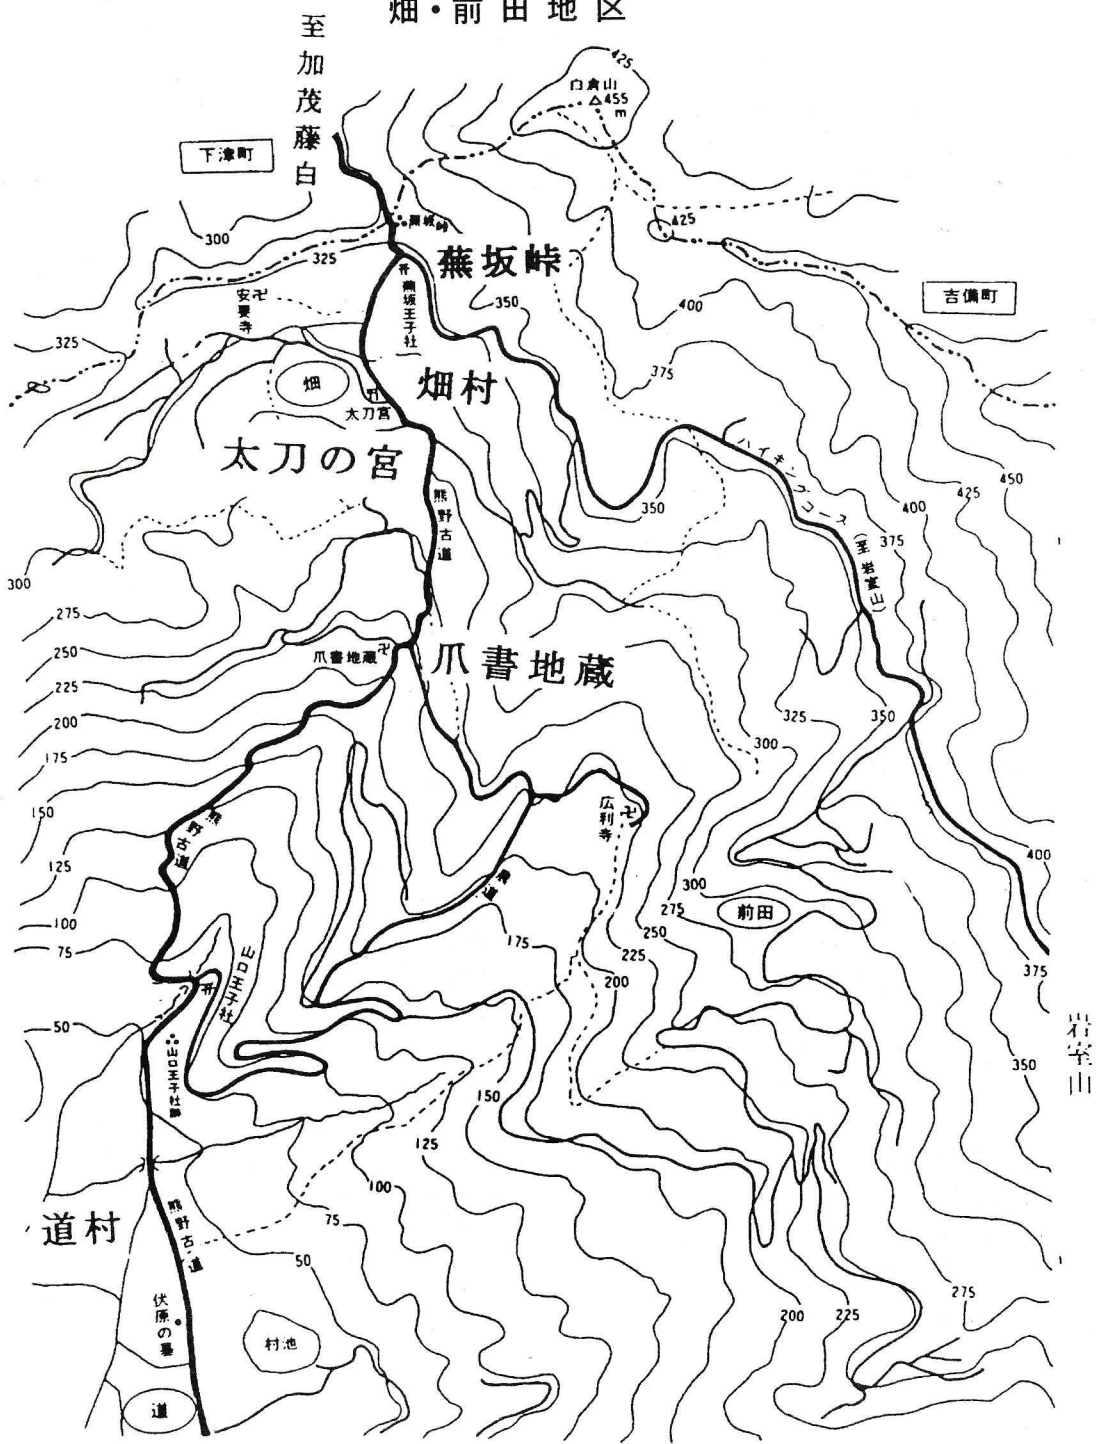 畑・前田地区
至加茂藤白
下津町
白倉山
455
m
425
425
蕪坂峠
蕪坂峠
300
325
325
安養寺
蕪坂王子社
350
400
吉備町
375
畑
畑村
太刀宮
太刀の宮
熊野古道
350
ハイキングコース(至岩室山)
400
425
450
375
300
275
250
225
200
175
150
125
100
75
50
爪書地蔵
爪書地蔵
325
350
300
広利寺
熊野古道
農道
300
275
250
225
200
175
前田
400
375
350
岩室山
山口王子社
山口王子社跡
150
125
100
75
50
道村
熊野古道
伏原の墓
村池
道
200
225
275